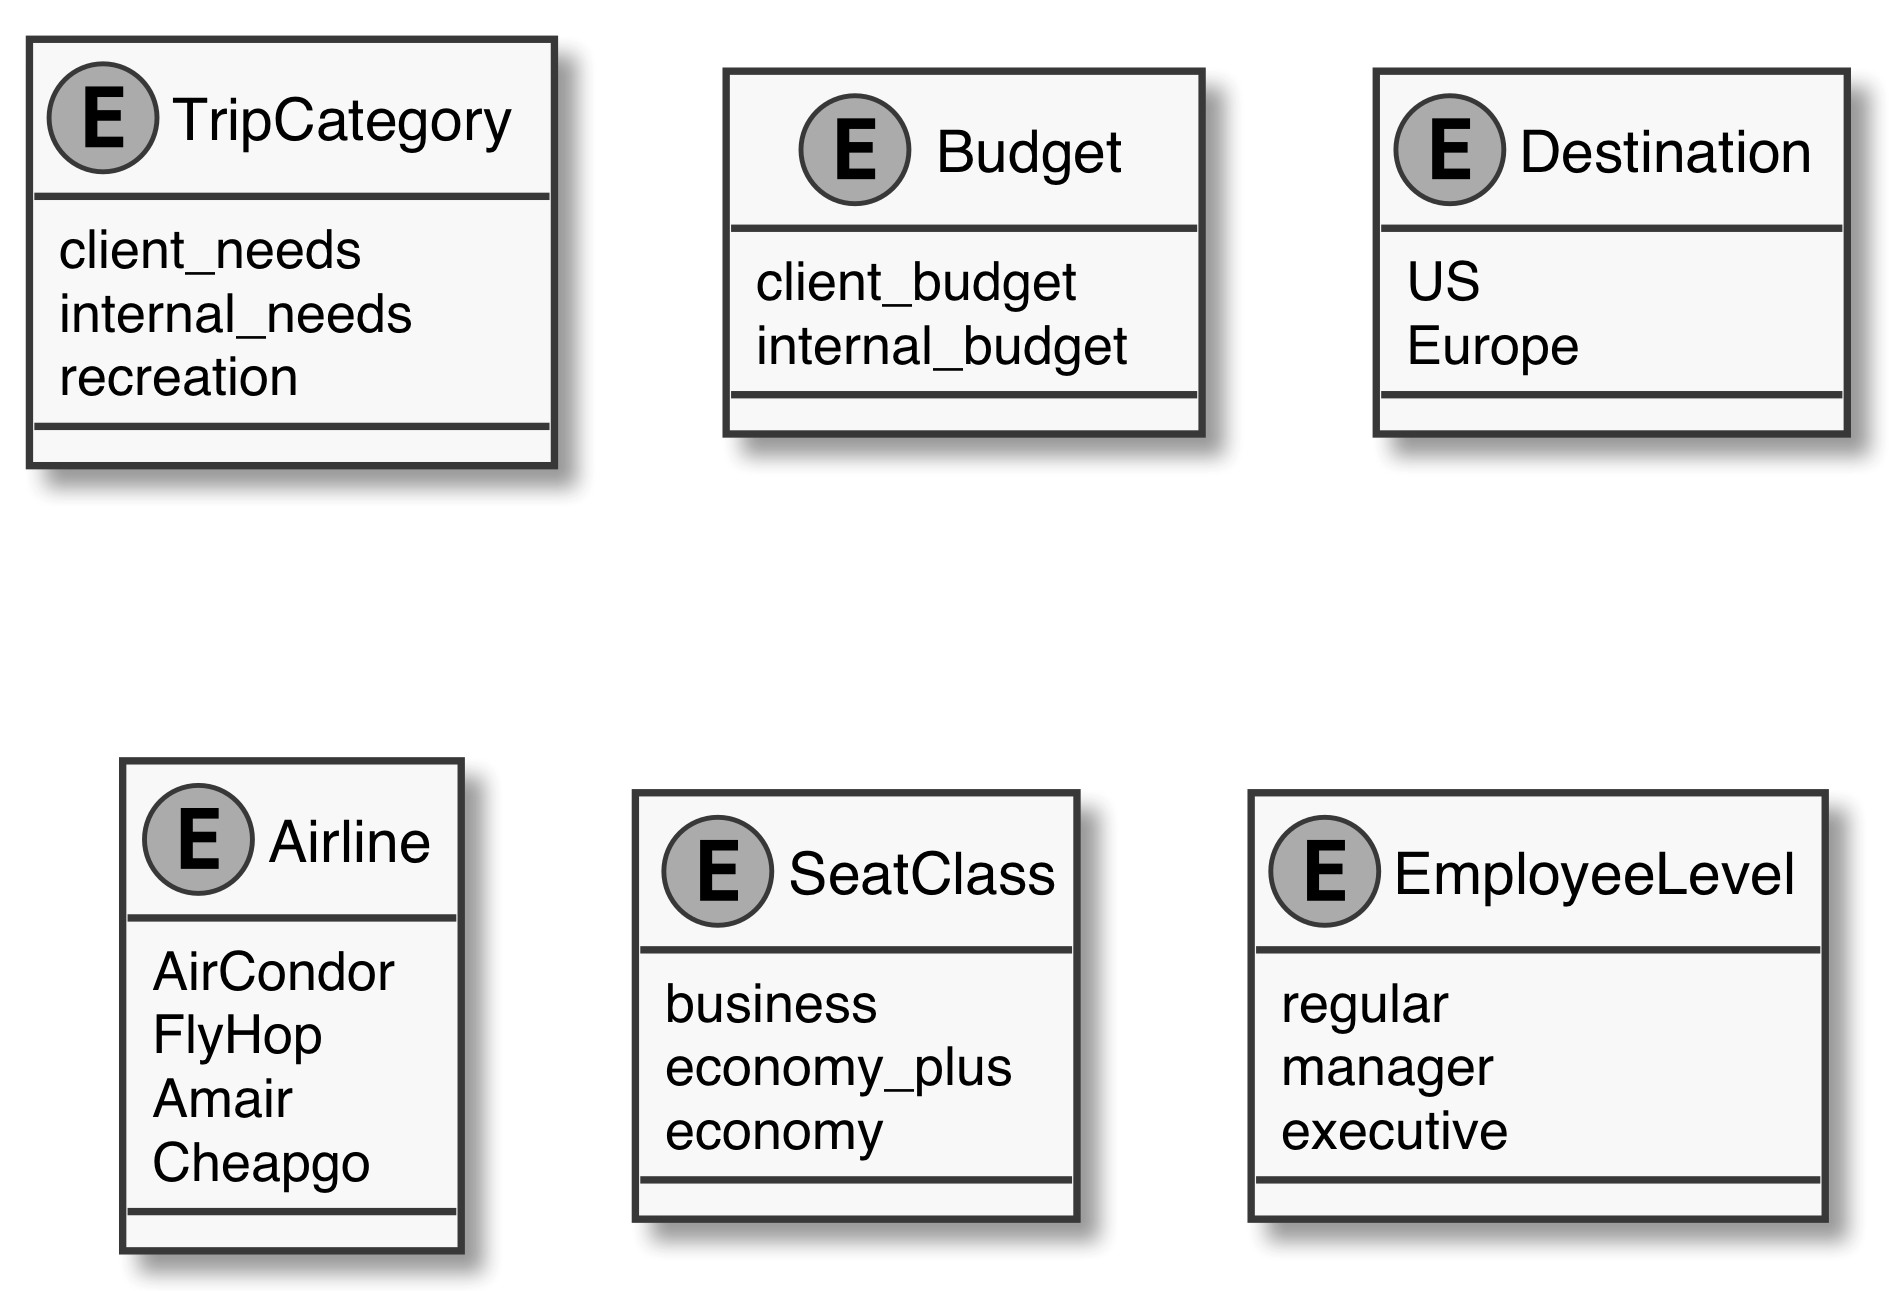 E TripCategory
client_needs
internal_needs
recreation
E Budget
client_budget
internal_budget
E Destination
US
Europe
E Airline
AirCondor
FlyHop
Amair
Cheapgo
E SeatClass
business
economy_plus
economy
E EmployeeLevel
regular
manager
executive